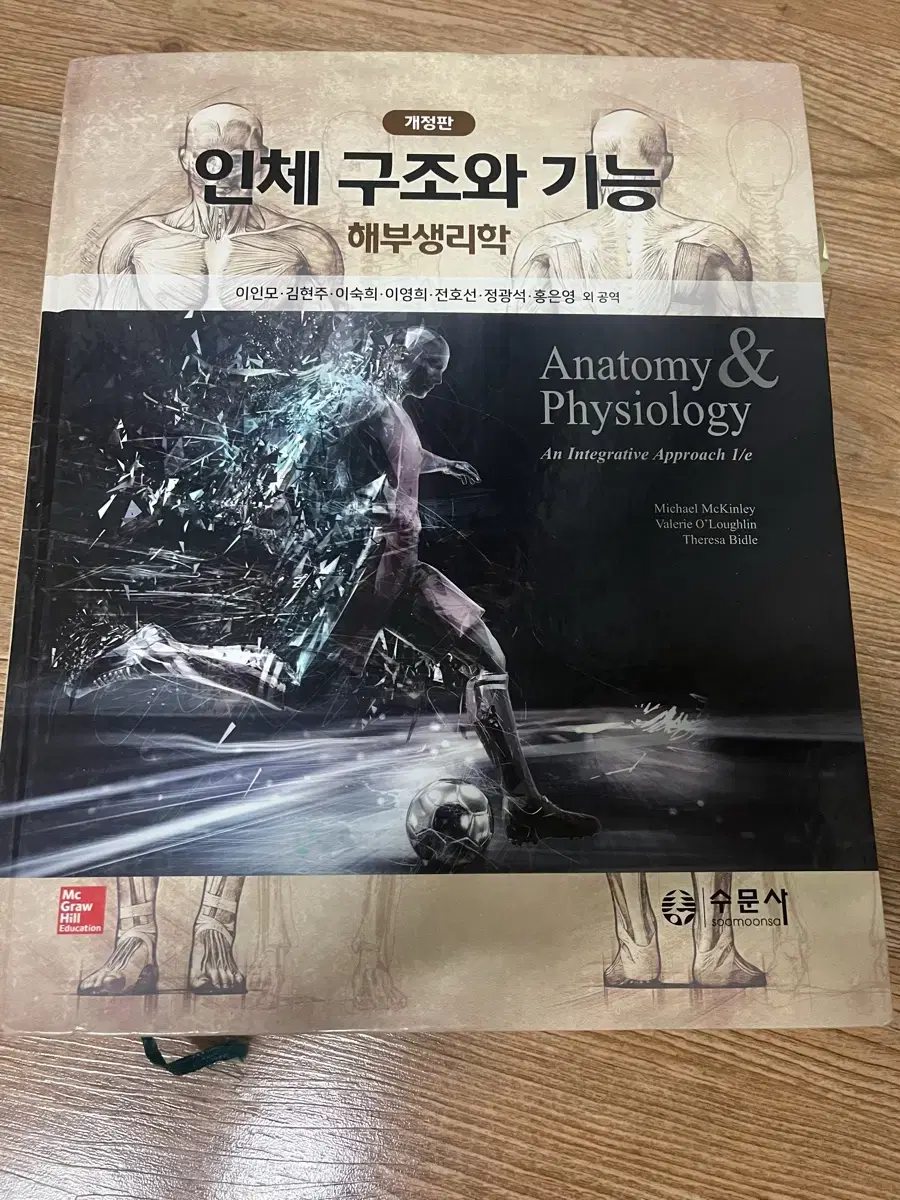 개정판
인체 구조와 기능
해부생리학
이인모·김현주·이숙희·이영희·전호선·정광석·홍은영 외 공역
Anatomy &
Physiology
An Integrative Approach 1/e
Michael McKinley
Valerie O'Loughlin
Theresa Bidle
Mc
Graw
Hill
Education
수문사
soomoonsa